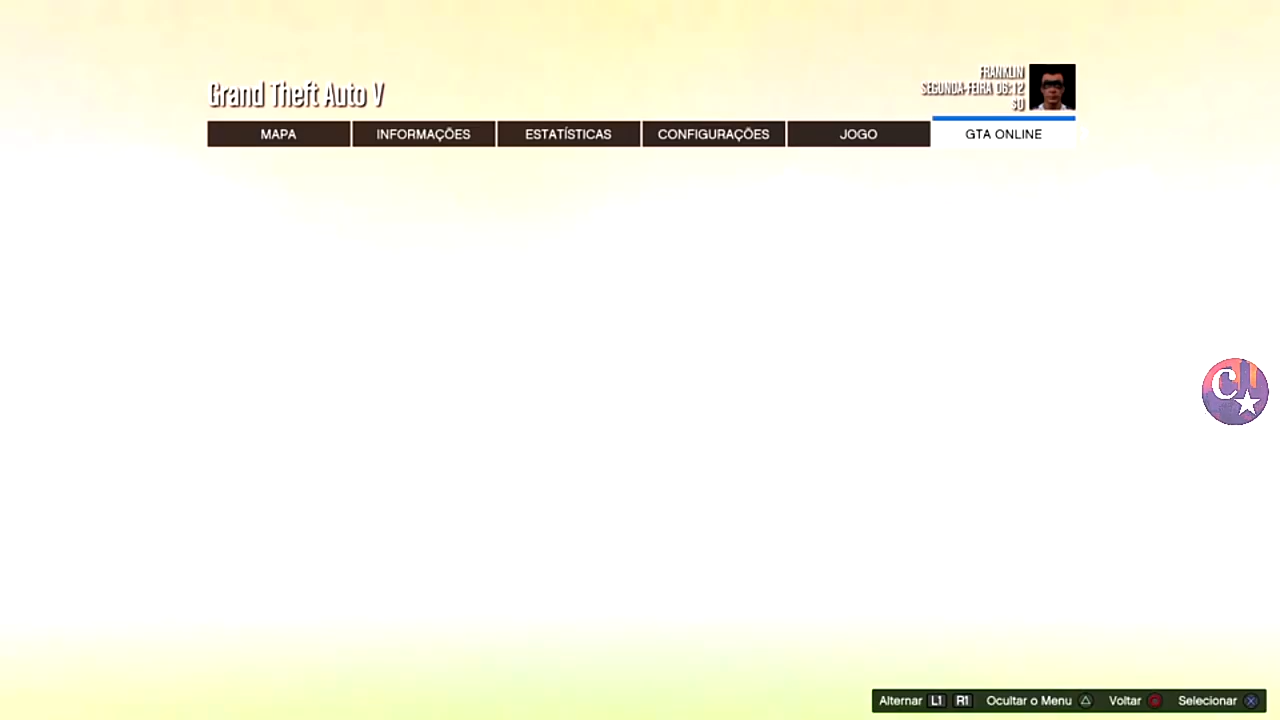 Grand Theft Auto V
FRANKLIN
SEGUNDA-FEIRA 06:12
$0
MAPA
INFORMAÇÕES
ESTATÍSTICAS
CONFIGURAÇÕES
JOGO
GTA ONLINE
C
Alternar L1 R1 Ocultar o Menu Voltar Selecionar